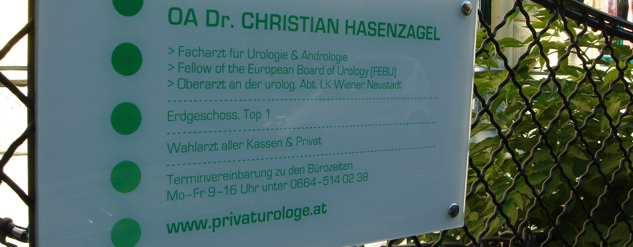 OA Dr. CHRISTIAN HASENZAGEL
> Facharzt für Urologie & Andrologie
> Fellow of the European Board of Urology (FEBU)
> Oberarzt an der urolog. Abt. LK Wiener Neustadt
Erdgeschoss, Top 1
Wahlarzt aller Kassen & Privat
Terminvereinbarung zu den Bürozeiten
Mo-Fr 9-16 Uhr unter 0664-514 02 38
www.privaturologe.at